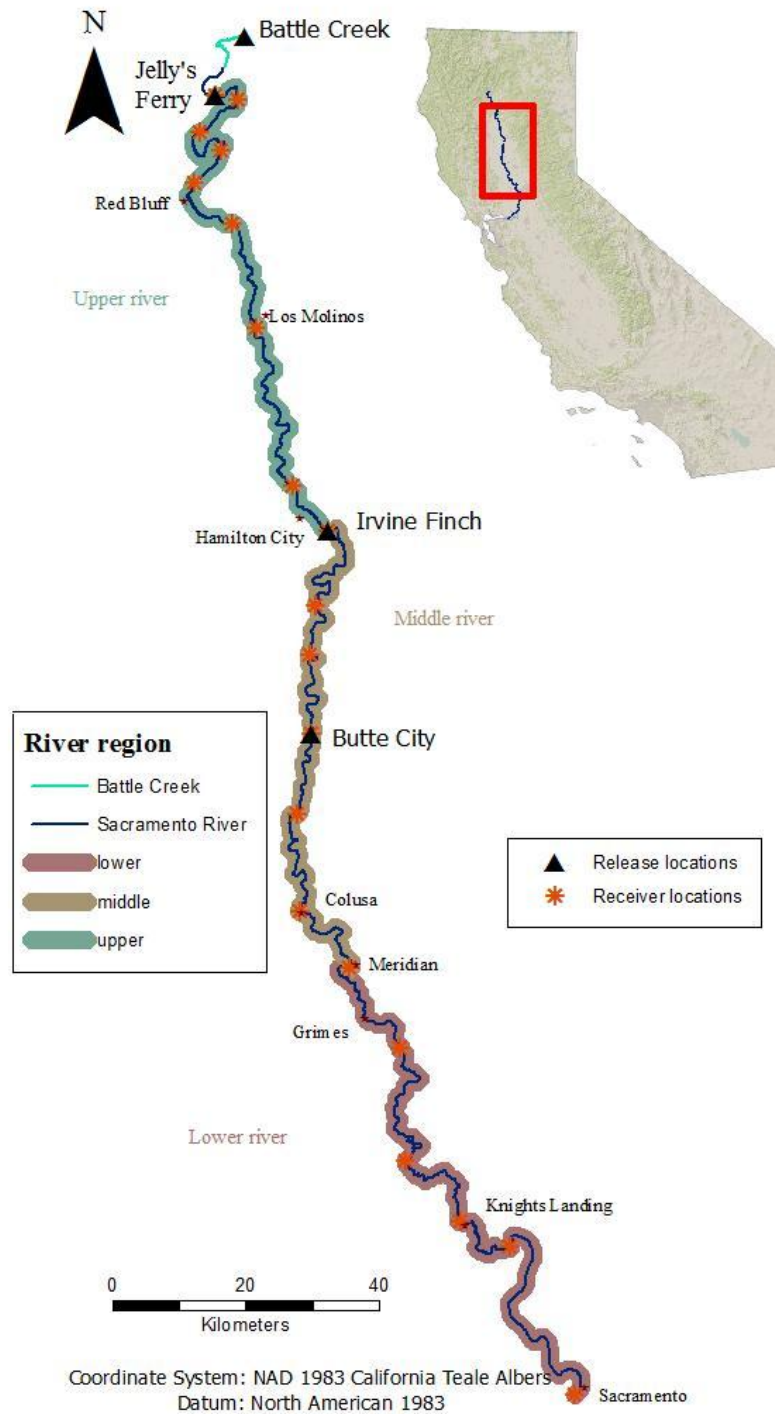 N
Battle Creek
Jelly's
Ferry
Red Bluff
Upper river
Los Molinos
Irvine Finch
Hamilton City
Middle river
River region
Battle Creek
Sacramento River
lower
middle
upper
Butte City
Release locations
Receiver locations
Colusa
Meridian
Grimes
Lower river
Knights Landing
0 20 40
Kilometers
Sacramento
Coordinate System: NAD 1983 California Teale Albers
Datum: North American 1983